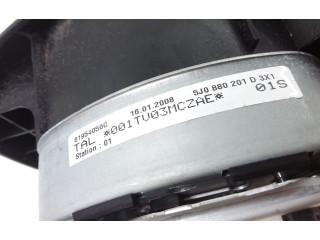 61954050C 16.01.2008 5J0 880 201 D 3X1
TAL *001TV03MCZAE* 01S
Station : 01